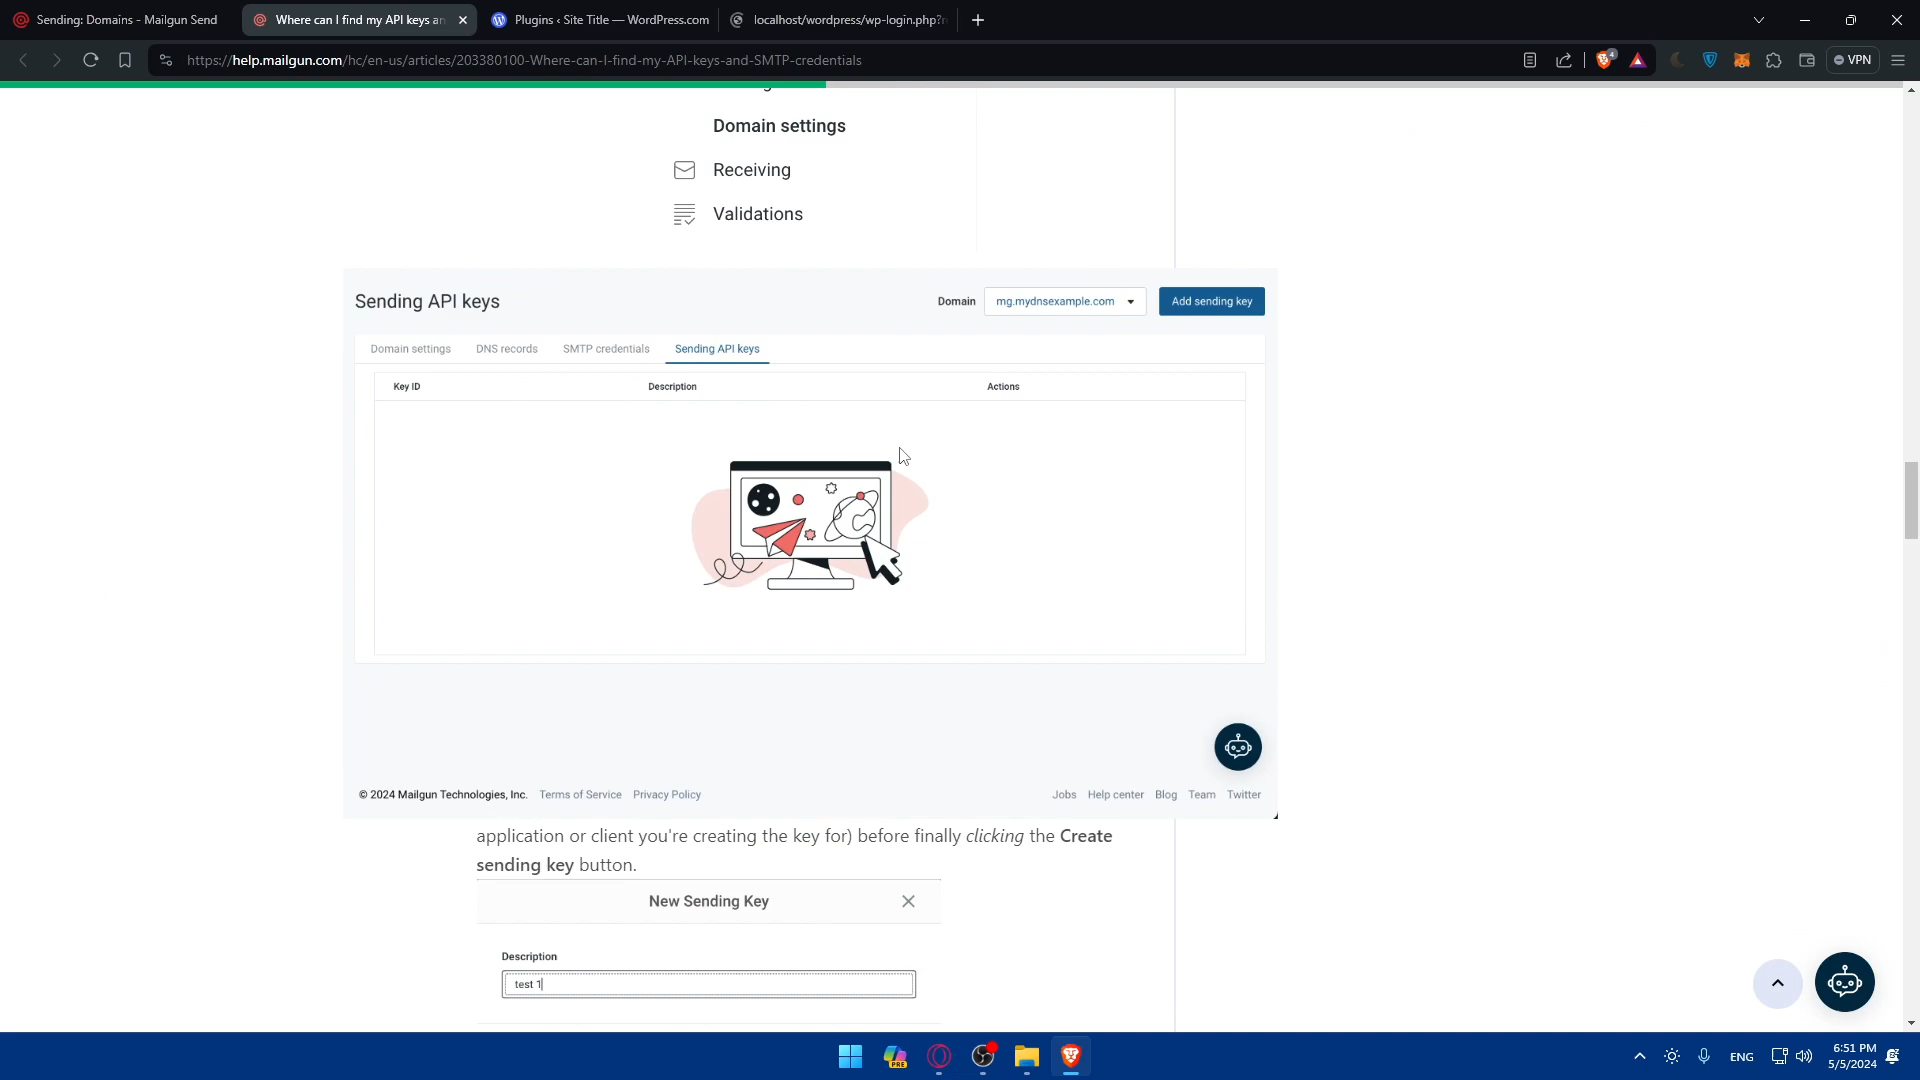 Sending: Domains - Mailgun Send
Where can I find my API keys an
Plugins ‹ Site Title — WordPress.com
localhost/wordpress/wp-login.php?r
https://help.mailgun.com/hc/en-us/articles/203380100-Where-can-I-find-my-API-keys-and-SMTP-credentials
4
VPN
Domain settings
Receiving
Validations
Sending API keys
Domain
mg.mydnsexample.com
Add sending key
Domain settings
DNS records
SMTP credentials
Sending API keys
Key ID
Description
Actions
© 2024 Mailgun Technologies, Inc.
Terms of Service
Privacy Policy
Jobs
Help center
Blog
Team
Twitter
application or client you're creating the key for) before finally clicking the Create
sending key button.
New Sending Key
Description
test 1
PRE
ENG
6:51 PM
5/5/2024